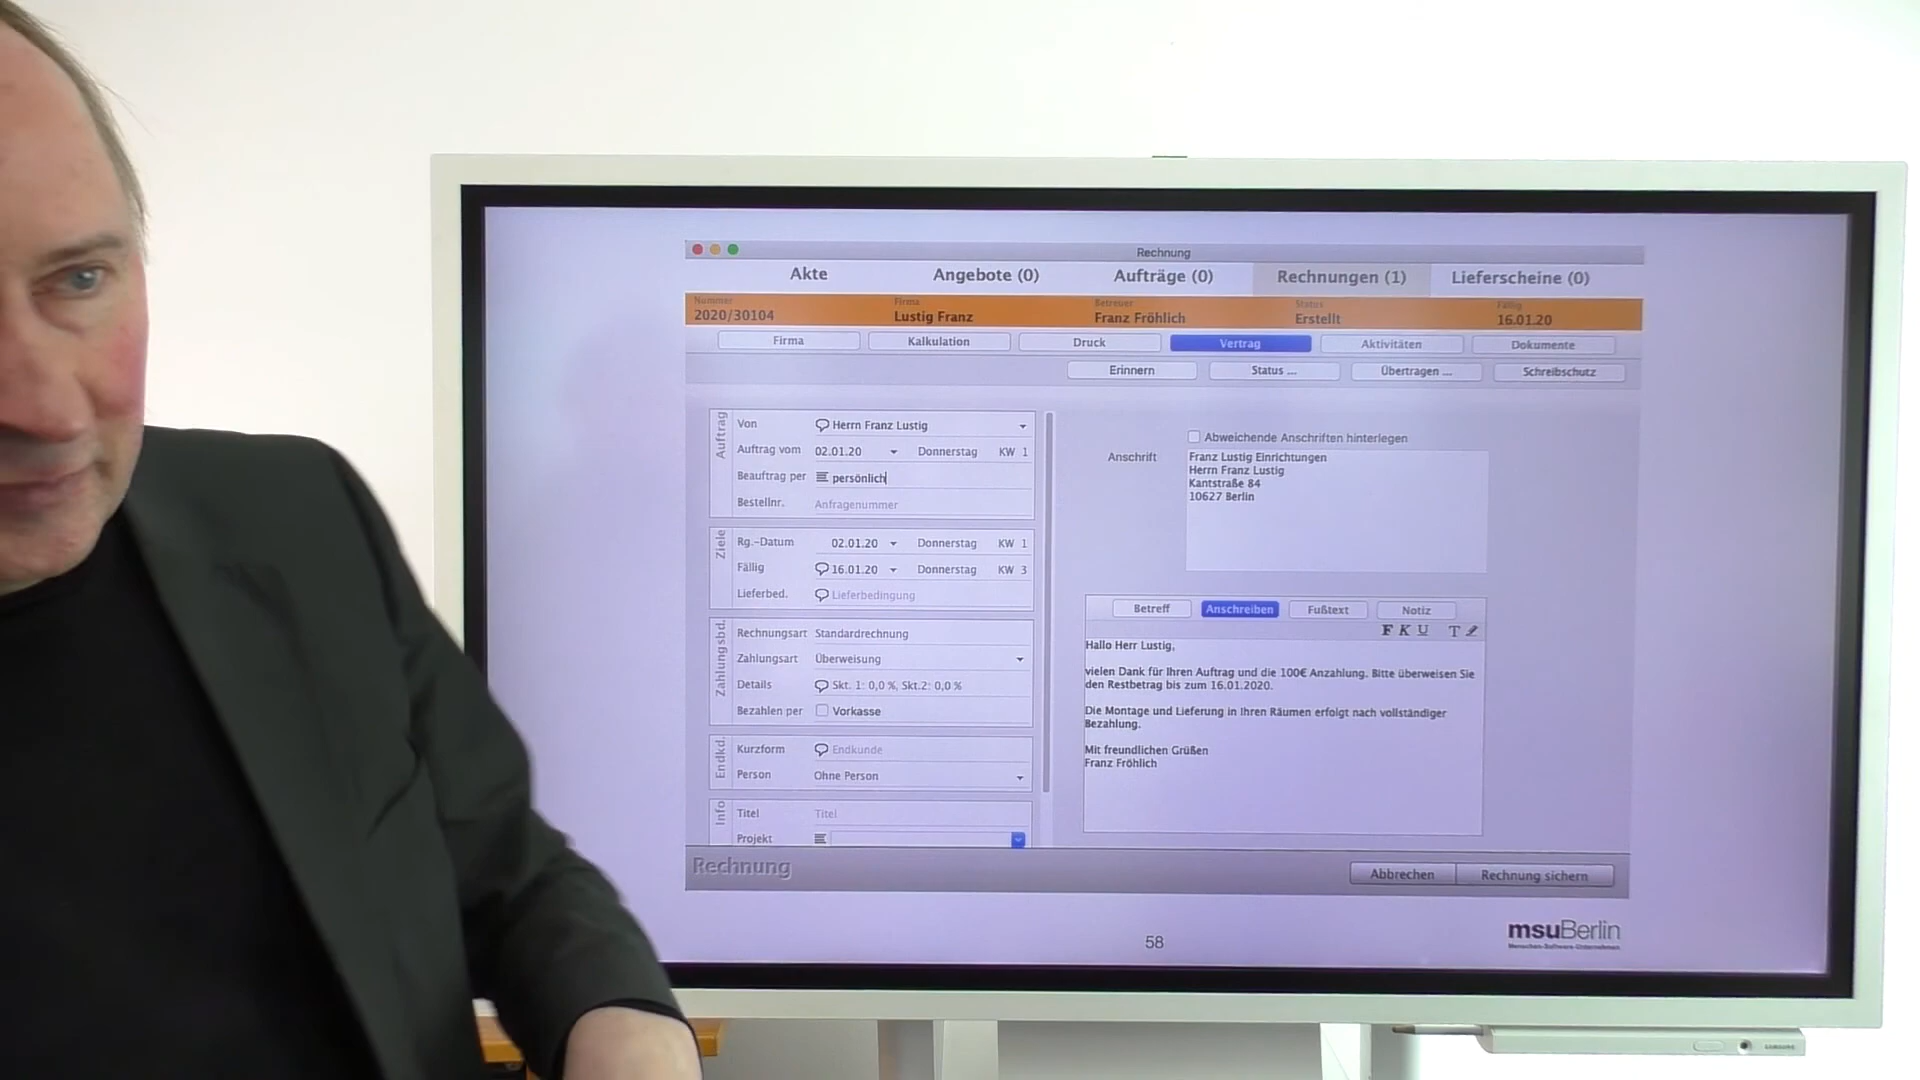 Rechnung
Akte Angebote (0) Aufträge (0) Rechnungen (1) Lieferscheine (0)
Nummer Firma Betreuer Status Fällig
2020/30104 Lustig Franz Franz Fröhlich Erstellt 16.01.20
Firma Kalkulation Druck Vertrag Aktivitäten Dokumente
Erinnern Status ... Übertragen ... Schreibschutz
Auftrag
Von Herrn Franz Lustig
Auftrag vom 02.01.20 Donnerstag KW 1
Beauftrag per persönlich
Bestellnr. Anfragenummer
Ziele
Rg.-Datum 02.01.20 Donnerstag KW 1
Fällig 16.01.20 Donnerstag KW 3
Lieferbed. Lieferbedingung
Zahlungsbd.
Rechnungsart Standardrechnung
Zahlungsart Überweisung
Details Skt. 1: 0,0 %, Skt.2: 0,0 %
Bezahlen per Vorkasse
Endkd.
Kurzform Endkunde
Person Ohne Person
Info
Titel Titel
Projekt
Abweichende Anschriften hinterlegen
Anschrift
Franz Lustig Einrichtungen
Herrn Franz Lustig
Kantstraße 84
10627 Berlin
Betreff Anschreiben Fußtext Notiz
F K U T
Hallo Herr Lustig,
vielen Dank für Ihren Auftrag und die 100€ Anzahlung. Bitte überweisen Sie
den Restbetrag bis zum 16.01.2020.
Die Montage und Lieferung in Ihren Räumen erfolgt nach vollständiger
Bezahlung.
Mit freundlichen Grüßen
Franz Fröhlich
Rechnung
Abbrechen Rechnung sichern
58
msuBerlin
Menschen-Software-Unternehmen
SAMSUNG